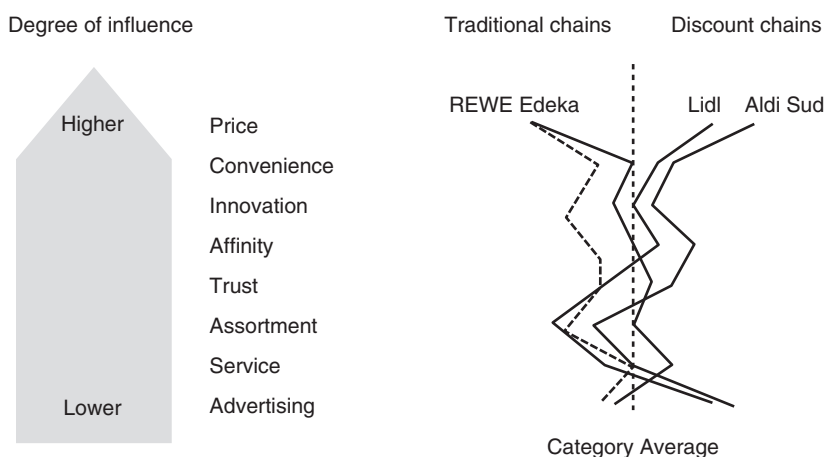 Degree of influence
Traditional chains Discount chains
REWE Edeka Lidl Aldi Sud
Higher
Price
Convenience
Innovation
Affinity
Trust
Assortment
Service
Lower
Advertising
Category Average